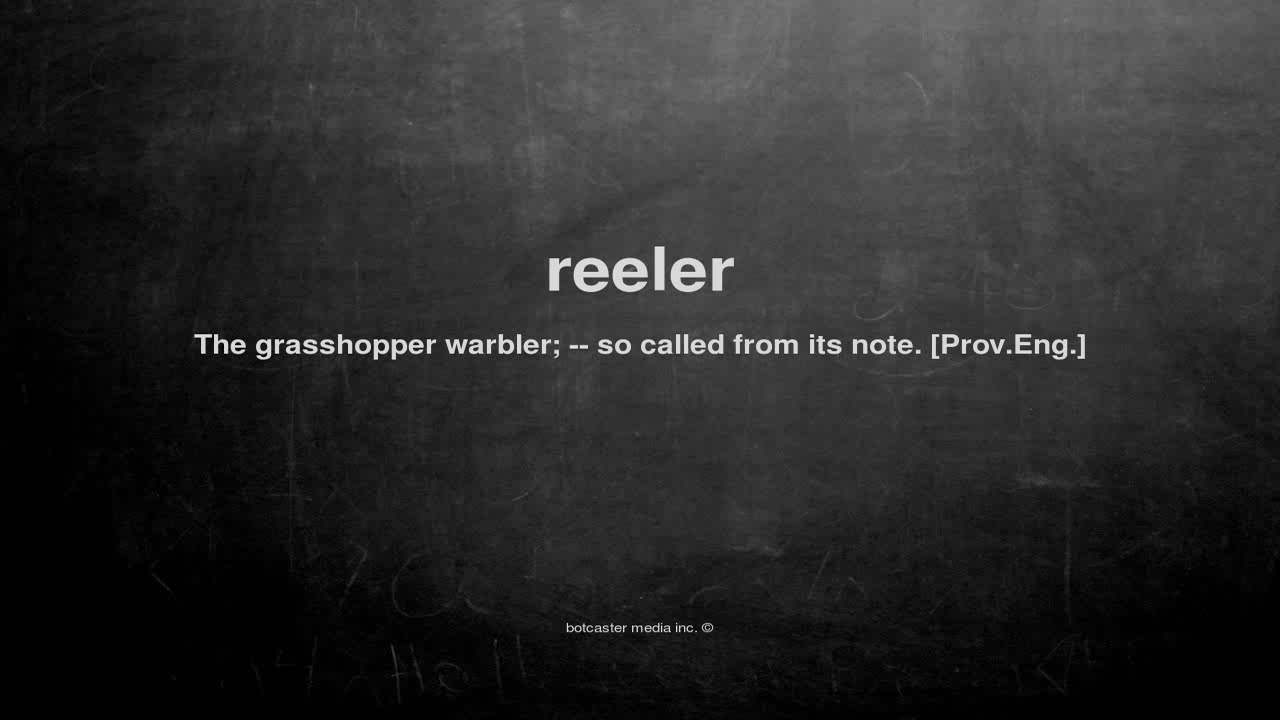 reeler
The grasshopper warbler; -- so called from its note. [Prov.Eng.]
botcaster media inc. ©